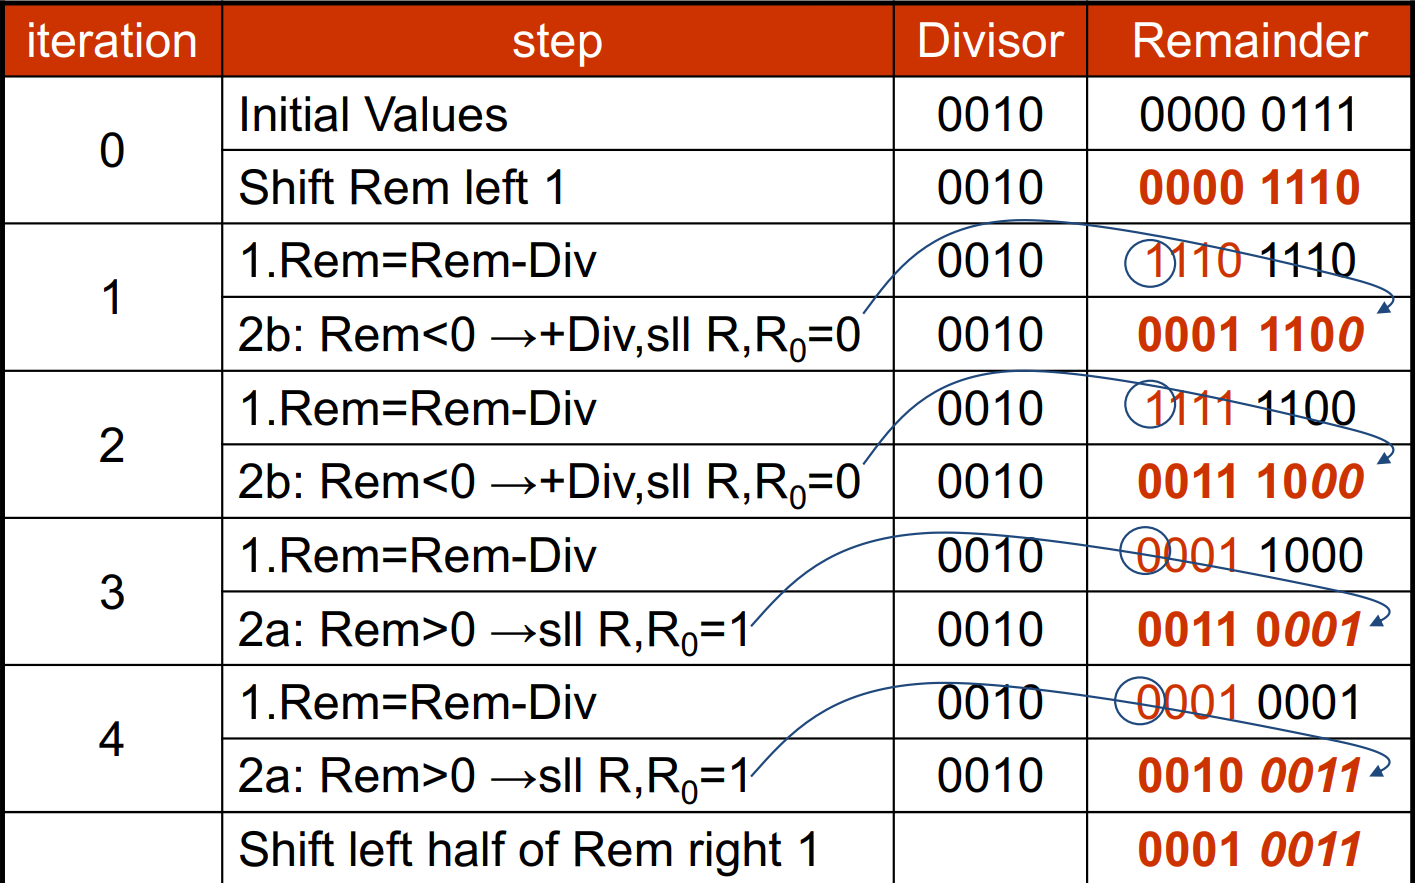 iteration step Divisor Remainder
0 Initial Values 0010 0000 0111
Shift Rem left 1 0010 0000 1110
1 1.Rem=Rem-Div 0010 1110 1110
2b: Rem<0 →+Div,sll R,R₀=0 0010 0001 1100
2 1.Rem=Rem-Div 0010 1111 1100
2b: Rem<0 →+Div,sll R,R₀=0 0010 0011 1000
3 1.Rem=Rem-Div 0010 0001 1000
2a: Rem>0 →sll R,R₀=1 0010 0011 0001
4 1.Rem=Rem-Div 0010 0001 0001
2a: Rem>0 →sll R,R₀=1 0010 0010 0011
Shift left half of Rem right 1 0001 0011